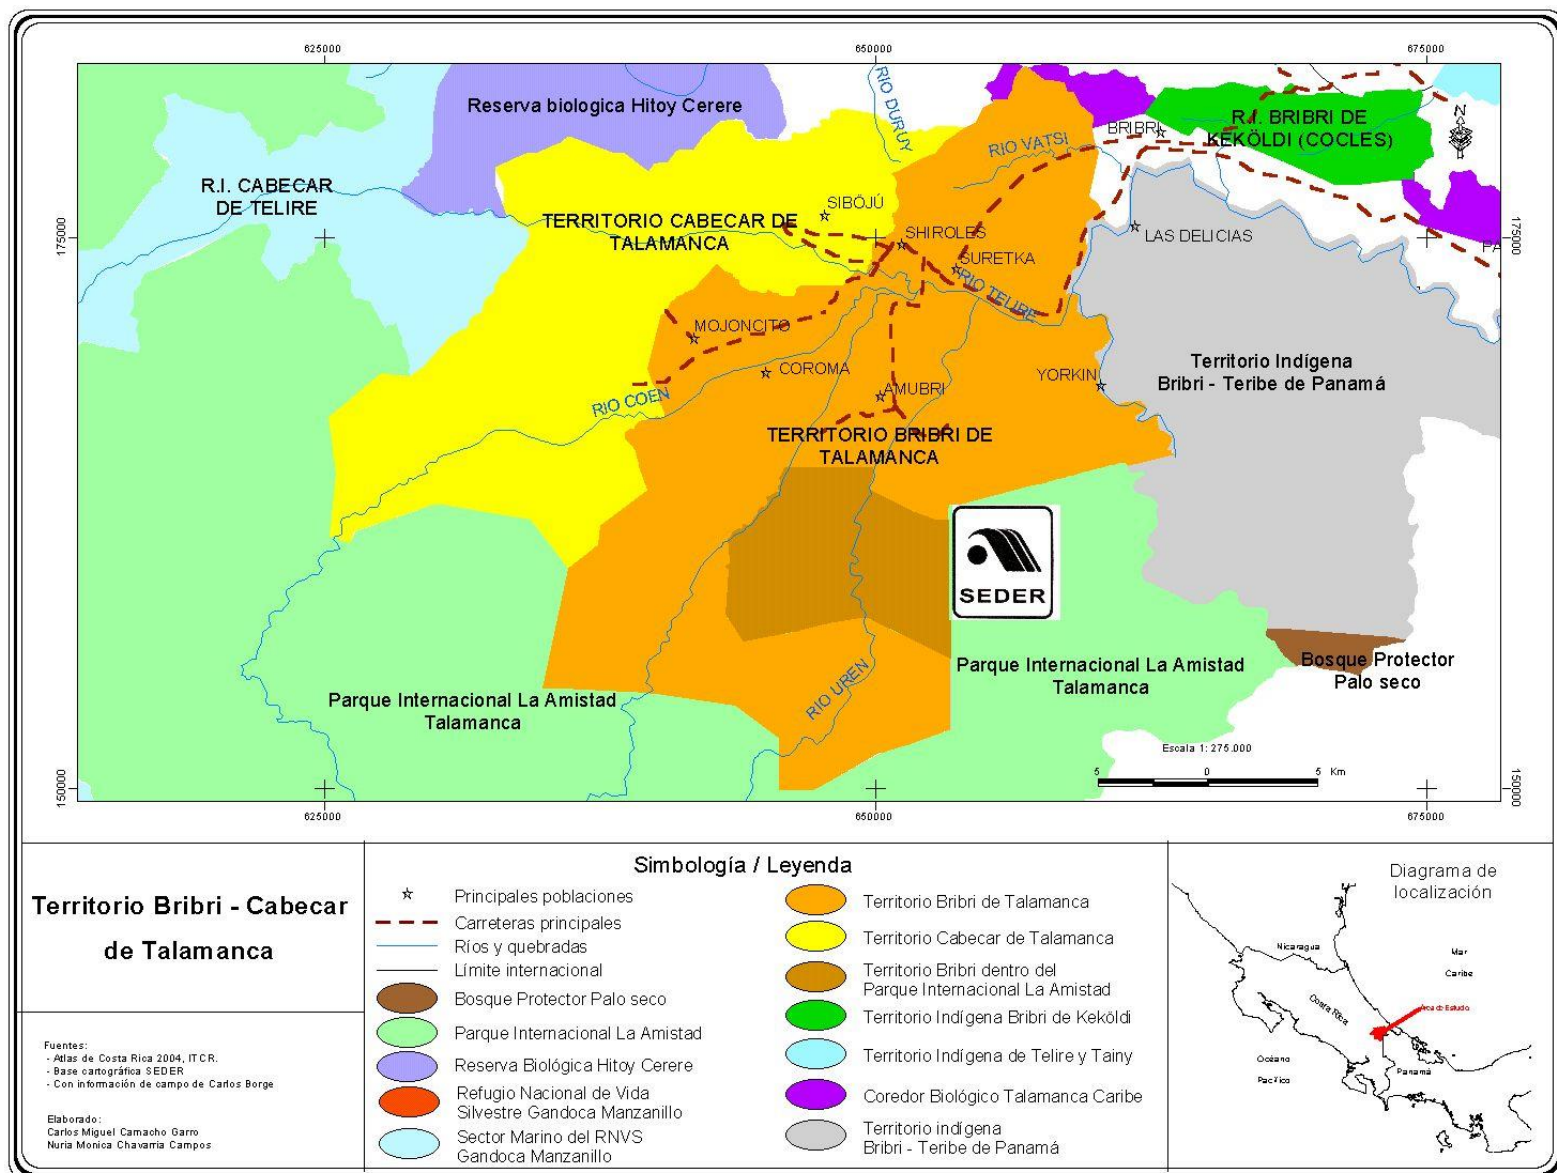 625000
650000
675000
Reserva biologica Hitoy Cerere
RIO DURUY
BRIBRI
R.I. BRIBRI DE
KEKÖLDI (COCLES)
N
RIO VATSI
R.I. CABECAR
DE TELIRE
SIBÖJÚ
TERRITORIO CABECAR DE
TALAMANCA
SHIROLES
LAS DELICIAS
175000
175000
PA
SURETKA
RIO TELIRE
MOJONCITO
COROMA
AMUBRI
YORKIN
Territorio Indígena
Bribri - Teribe de Panamá
RIO COEN
TERRITORIO BRIBRI DE
TALAMANCA
SEDER
RIO UREN
Parque Internacional La Amistad
Talamanca
Parque Internacional La Amistad
Talamanca
Bosque Protector
Palo seco
Escala 1: 275.000
5 0 5 Km
150000
150000
625000
650000
675000
Territorio Bribri - Cabecar
de Talamanca
Fuentes:
- Atlas de Costa Rica 2004, ITCR.
- Base cartográfica SEDER
- Con información de campo de Carlos Borge
Elaborado:
Carlos Miguel Camacho Garro
Nuria Monica Chavarria Campos
Simbología / Leyenda
Principales poblaciones
Carreteras principales
Ríos y quebradas
Límite internacional
Bosque Protector Palo seco
Parque Internacional La Amistad
Reserva Biológica Hitoy Cerere
Refugio Nacional de Vida
Silvestre Gandoca Manzanillo
Sector Marino del RNVS
Gandoca Manzanillo
Territorio Bribri de Talamanca
Territorio Cabecar de Talamanca
Territorio Bribri dentro del
Parque Internacional La Amistad
Territorio Indígena Bribri de Keköldi
Territorio Indígena de Telire y Tainy
Coredor Biológico Talamanca Caribe
Territorio indígena
Bribri - Teribe de Panamá
Diagrama de
localización
Nicaragua
Mar
Caribe
Costa Rica
Area de Estudio
Océano
Pacífico
Panamá